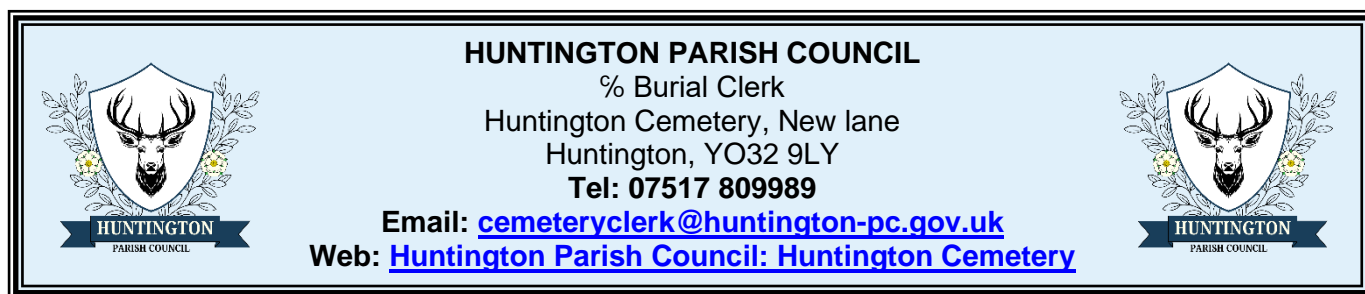 HUNTINGTON PARISH COUNCIL
℅ Burial Clerk
Huntington Cemetery, New lane
Huntington, YO32 9LY
Tel: 07517 809989
Email: cemeteryclerk@huntington-pc.gov.uk
Web: Huntington Parish Council: Huntington Cemetery
HUNTINGTON
PARISH COUNCIL
HUNTINGTON
PARISH COUNCIL